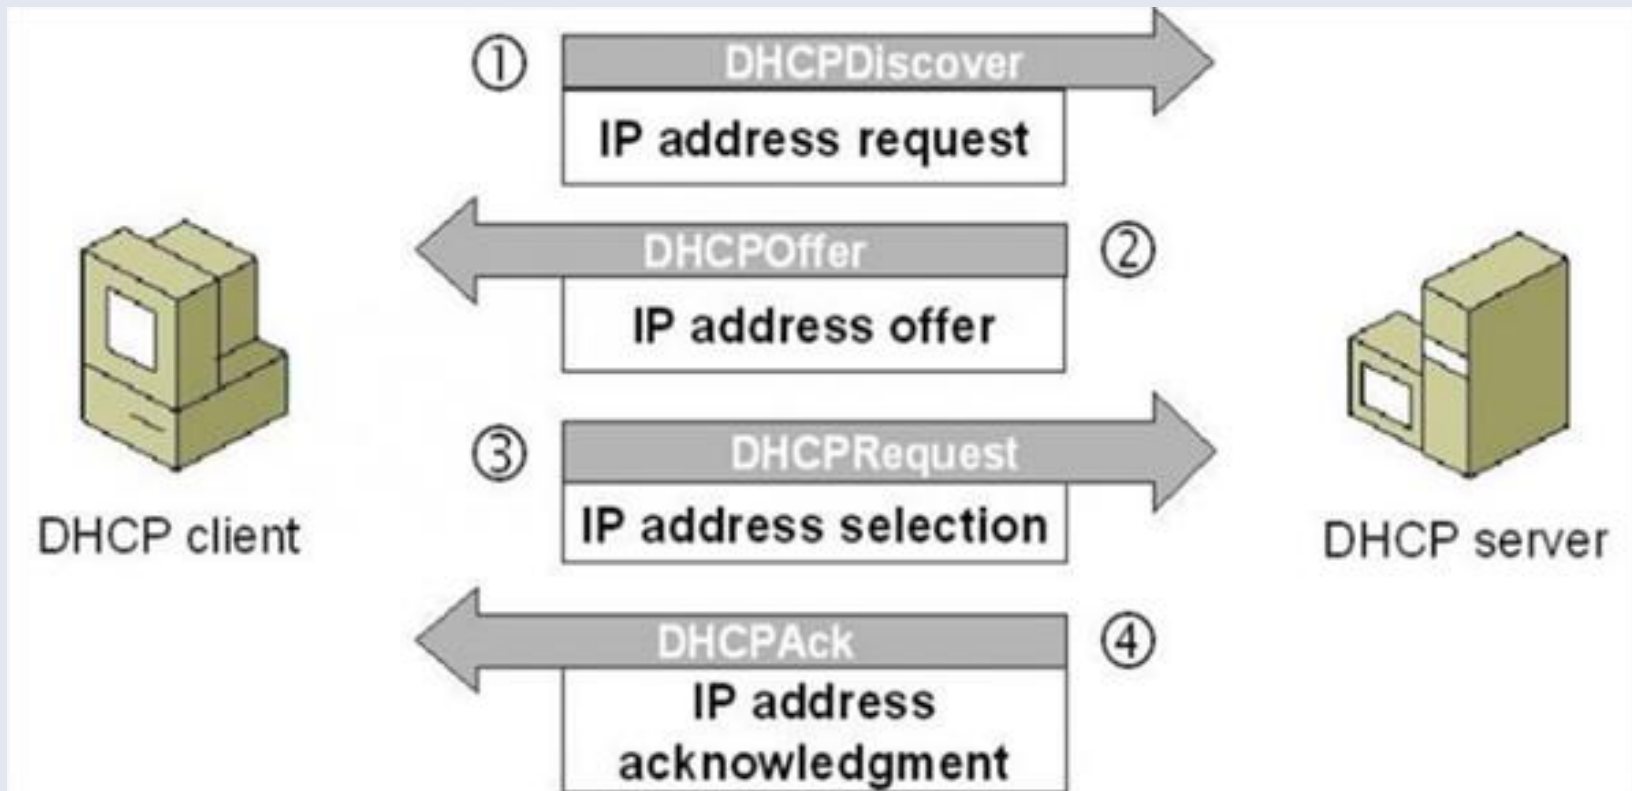 ① DHCPDiscover
IP address request
DHCPOffer ②
IP address offer
③ DHCPRequest
IP address selection
DHCP client
DHCP server
DHCPAck ④
IP address
acknowledgment